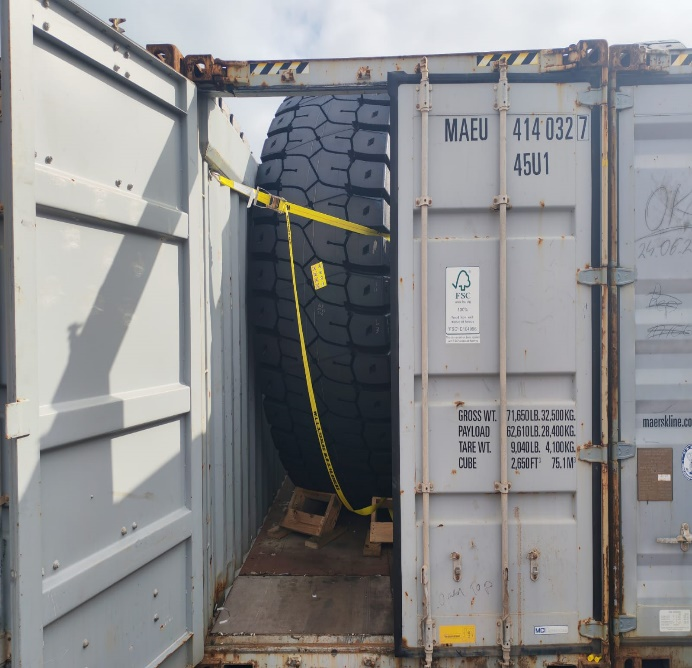 MAEU 414 032 7
45U1
FSC
GROSS WT. 71,650LB. 32,500KG.
PAYLOAD 62,610LB. 28,400KG.
TARE WT. 9,040LB. 4,100KG.
CUBE 2,650FT³ 75.1M³
OK
maerskline.co